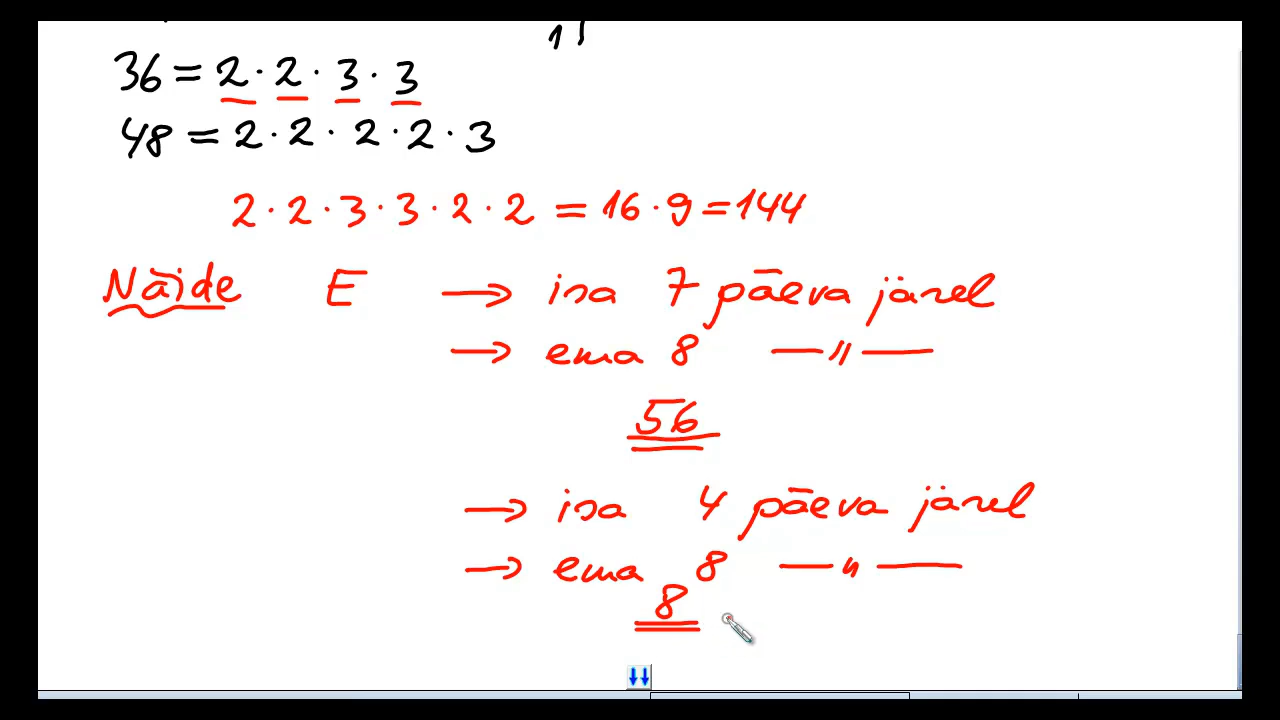 36 = 2 · 2 · 3 · 3
48 = 2 · 2 · 2 · 2 · 3
2 · 2 · 3 · 3 · 2 · 2 = 16 · 9 = 144
Näide E → isa 7 päeva järel
→ ema 8 —〃—
56
→ isa 4 päeva järel
→ ema 8 —〃—
8